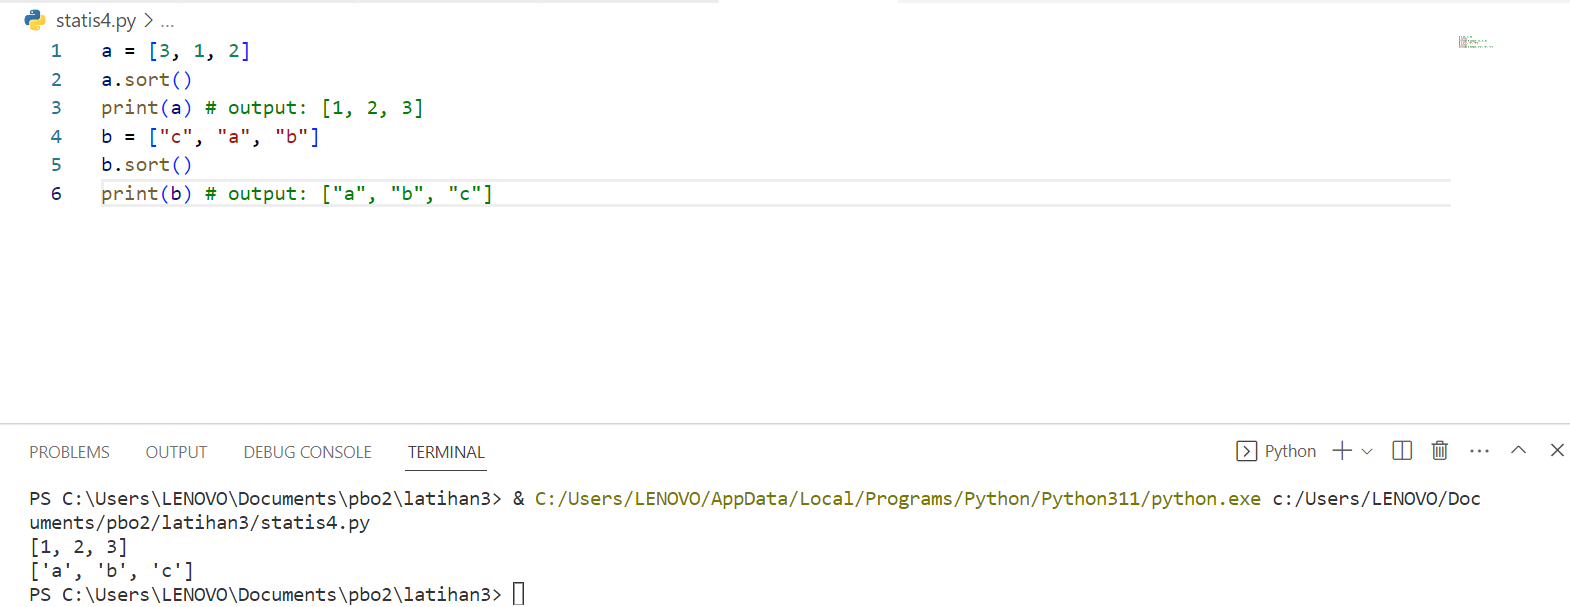 statis4.py > ...
1 a = [3, 1, 2]
2 a.sort()
3 print(a) # output: [1, 2, 3]
4 b = ["c", "a", "b"]
5 b.sort()
6 print(b) # output: ["a", "b", "c"]
PROBLEMS OUTPUT DEBUG CONSOLE TERMINAL Python
PS C:\Users\LENOVO\Documents\pbo2\latihan3> & C:/Users/LENOVO/AppData/Local/Programs/Python/Python311/python.exe c:/Users/LENOVO/Doc
uments/pbo2/latihan3/statis4.py
[1, 2, 3]
['a', 'b', 'c']
PS C:\Users\LENOVO\Documents\pbo2\latihan3>